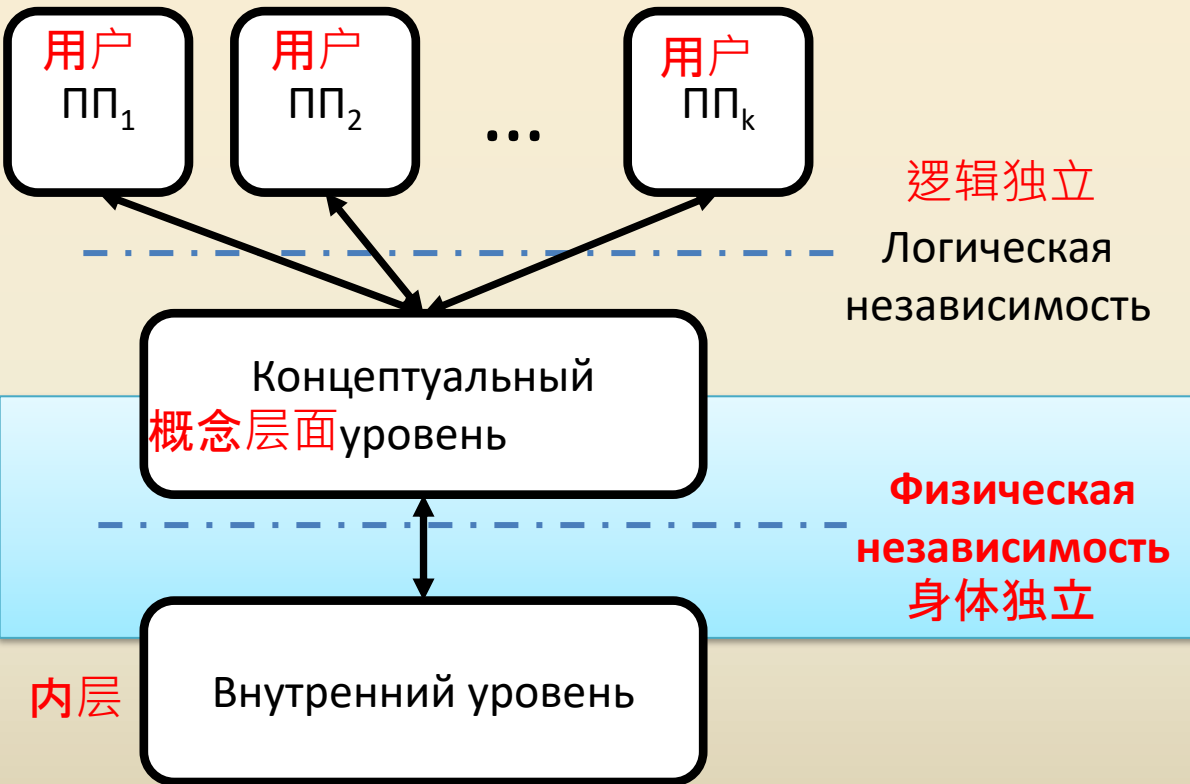 用户
ПП₁
用户
ПП₂
...
用户
ПП_k
逻辑独立
Логическая
независимость
Концептуальный
概念层面уровень
Физическая
независимость
身体独立
内层
Внутренний уровень